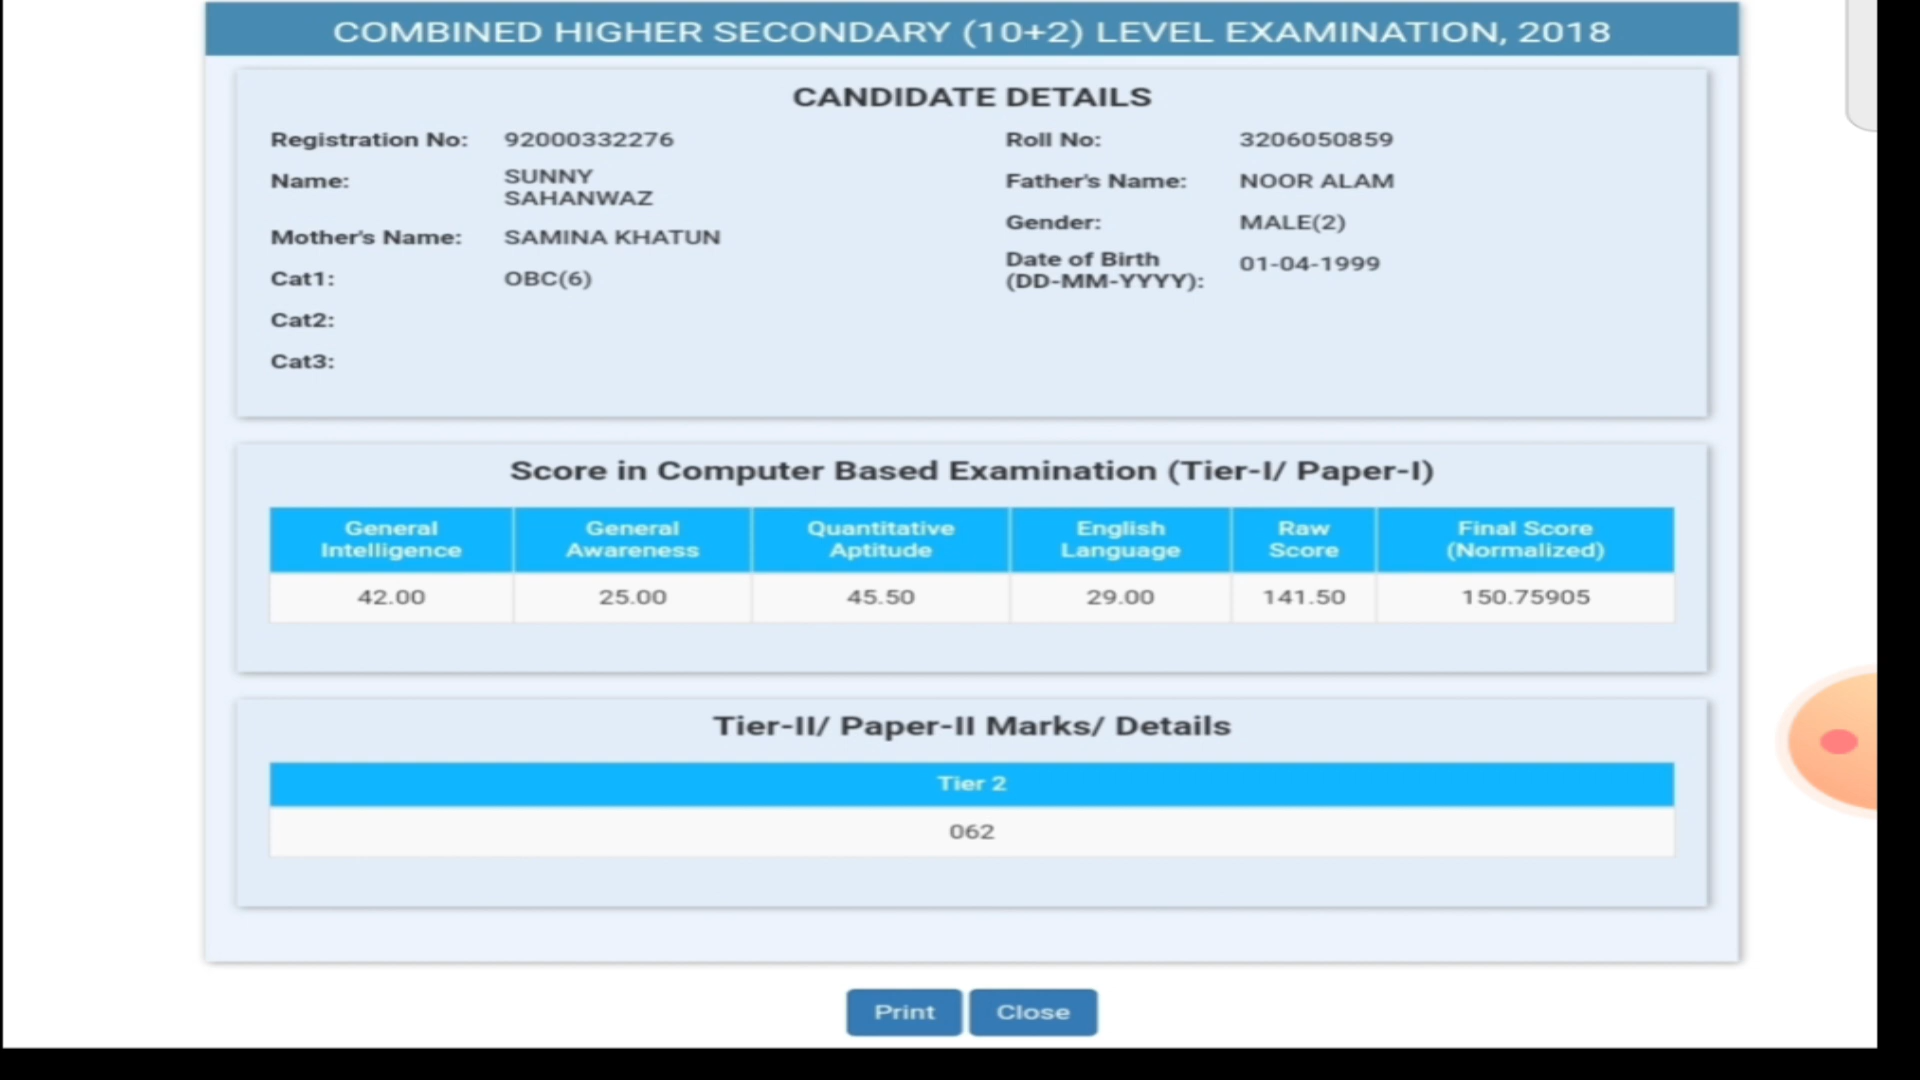 COMBINED HIGHER SECONDARY (10+2) LEVEL EXAMINATION, 2018
CANDIDATE DETAILS
Registration No: 92000332276 Roll No: 3206050859
Name: SUNNY SAHANWAZ Father's Name: NOOR ALAM
Mother's Name: SAMINA KHATUN Gender: MALE(2)
Cat1: OBC(6) Date of Birth (DD-MM-YYYY): 01-04-1999
Cat2:
Cat3:
Score in Computer Based Examination (Tier-I/ Paper-I)
General Intelligence General Awareness Quantitative Aptitude English Language Raw Score Final Score (Normalized)
42.00 25.00 45.50 29.00 141.50 150.75905
Tier-II/ Paper-II Marks/ Details
Tier 2
062
Print Close